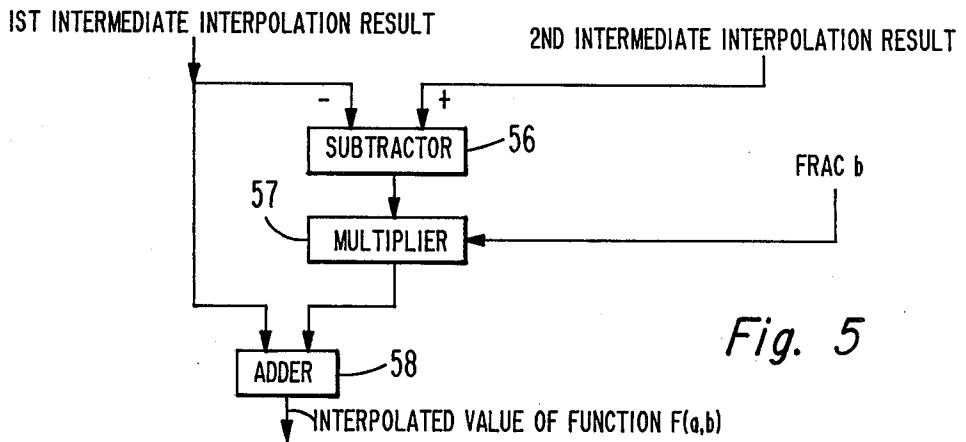 1ST INTERMEDIATE INTERPOLATION RESULT
2ND INTERMEDIATE INTERPOLATION RESULT
- +
SUBTRACTOR 56
FRAC b
57
MULTIPLIER
Fig. 5
ADDER 58
INTERPOLATED VALUE OF FUNCTION F(a,b)